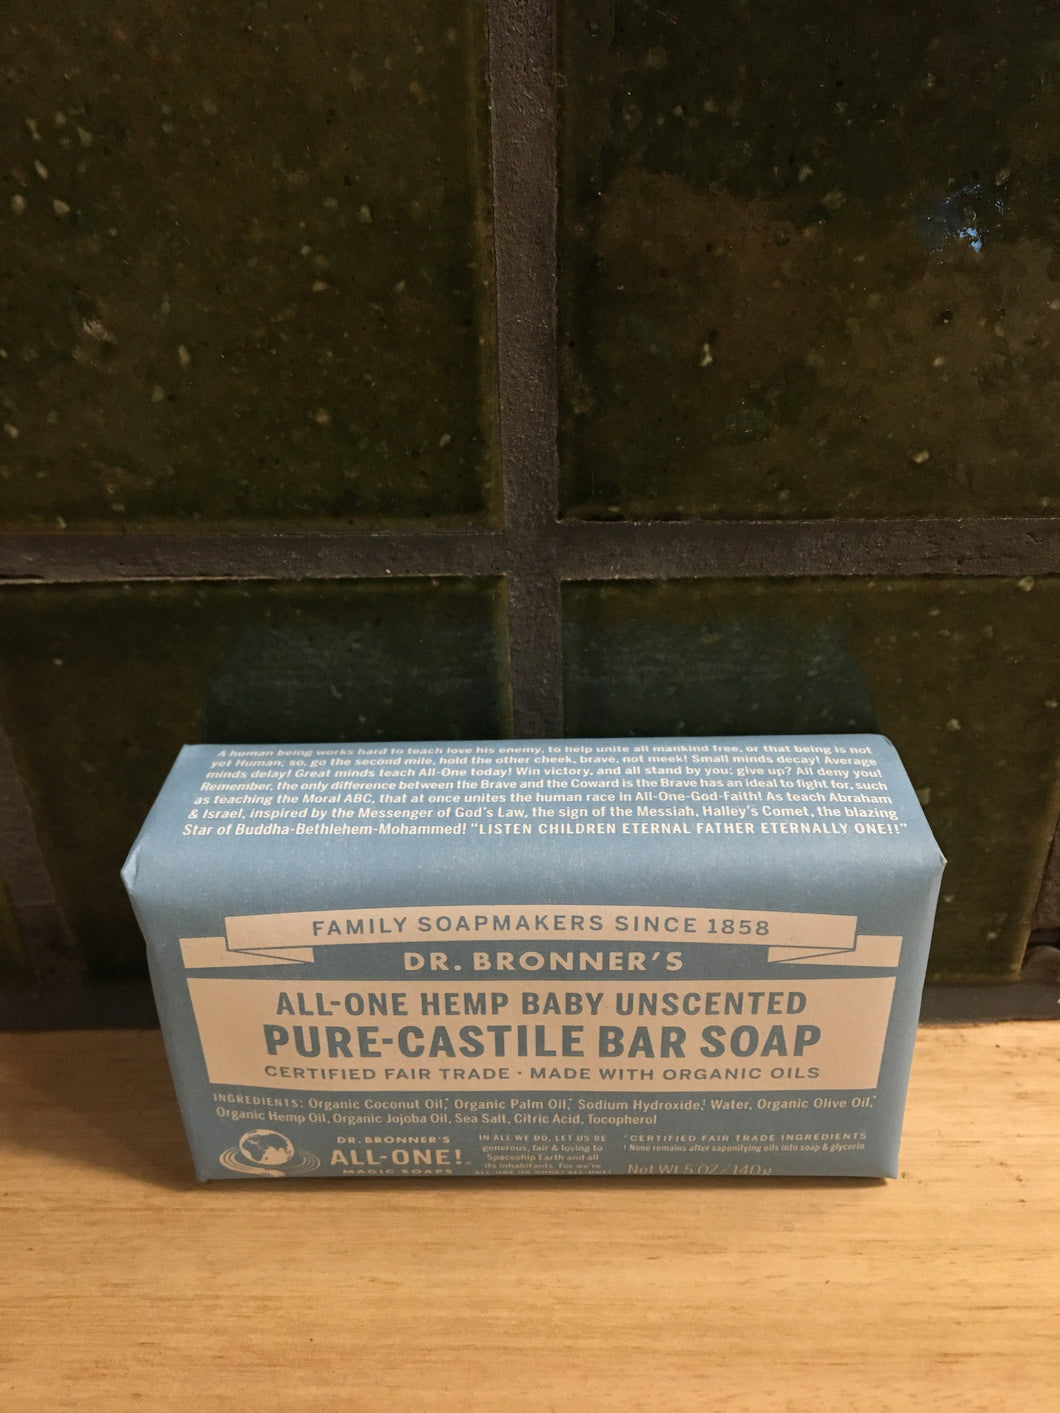 A human being works hard to teach love his enemy, to help unite all mankind free, or that being is not
yet Human; so, go the second mile, hold the other cheek, brave, not meek! Small minds decay! Average
minds delay! Great minds teach All-One today! Win victory, and all stand by you; give up? All deny you!
Remember, the only difference between the Brave and the Coward is the Brave has an ideal to fight for, such
as teaching the Moral ABC, that at once unites the human race in All-One-God-Faith! As teach Abraham
& Israel, inspired by the Messenger of God's Law, the sign of the Messiah, Halley's Comet, the blazing
Star of Buddha-Bethlehem-Mohammed! “LISTEN CHILDREN ETERNAL FATHER ETERNALLY ONE!!”
FAMILY SOAPMAKERS SINCE 1858
DR. BRONNER'S
ALL-ONE HEMP BABY UNSCENTED
PURE-CASTILE BAR SOAP
CERTIFIED FAIR TRADE · MADE WITH ORGANIC OILS
INGREDIENTS: Organic Coconut Oil,* Organic Palm Oil,* Sodium Hydroxide,† Water, Organic Olive Oil,*
Organic Hemp Oil, Organic Jojoba Oil, Sea Salt, Citric Acid, Tocopherol
DR. BRONNER'S
ALL-ONE!
MAGIC SOAPS
IN ALL WE DO, LET US BE
generous, fair & loving to
Spaceship Earth and all
its inhabitants. For we're
ALL-ONE OR NONE! ALL-ONE!
*CERTIFIED FAIR TRADE INGREDIENTS
† None remains after saponifying oils into soap & glycerin
Net Wt 5 OZ/140g